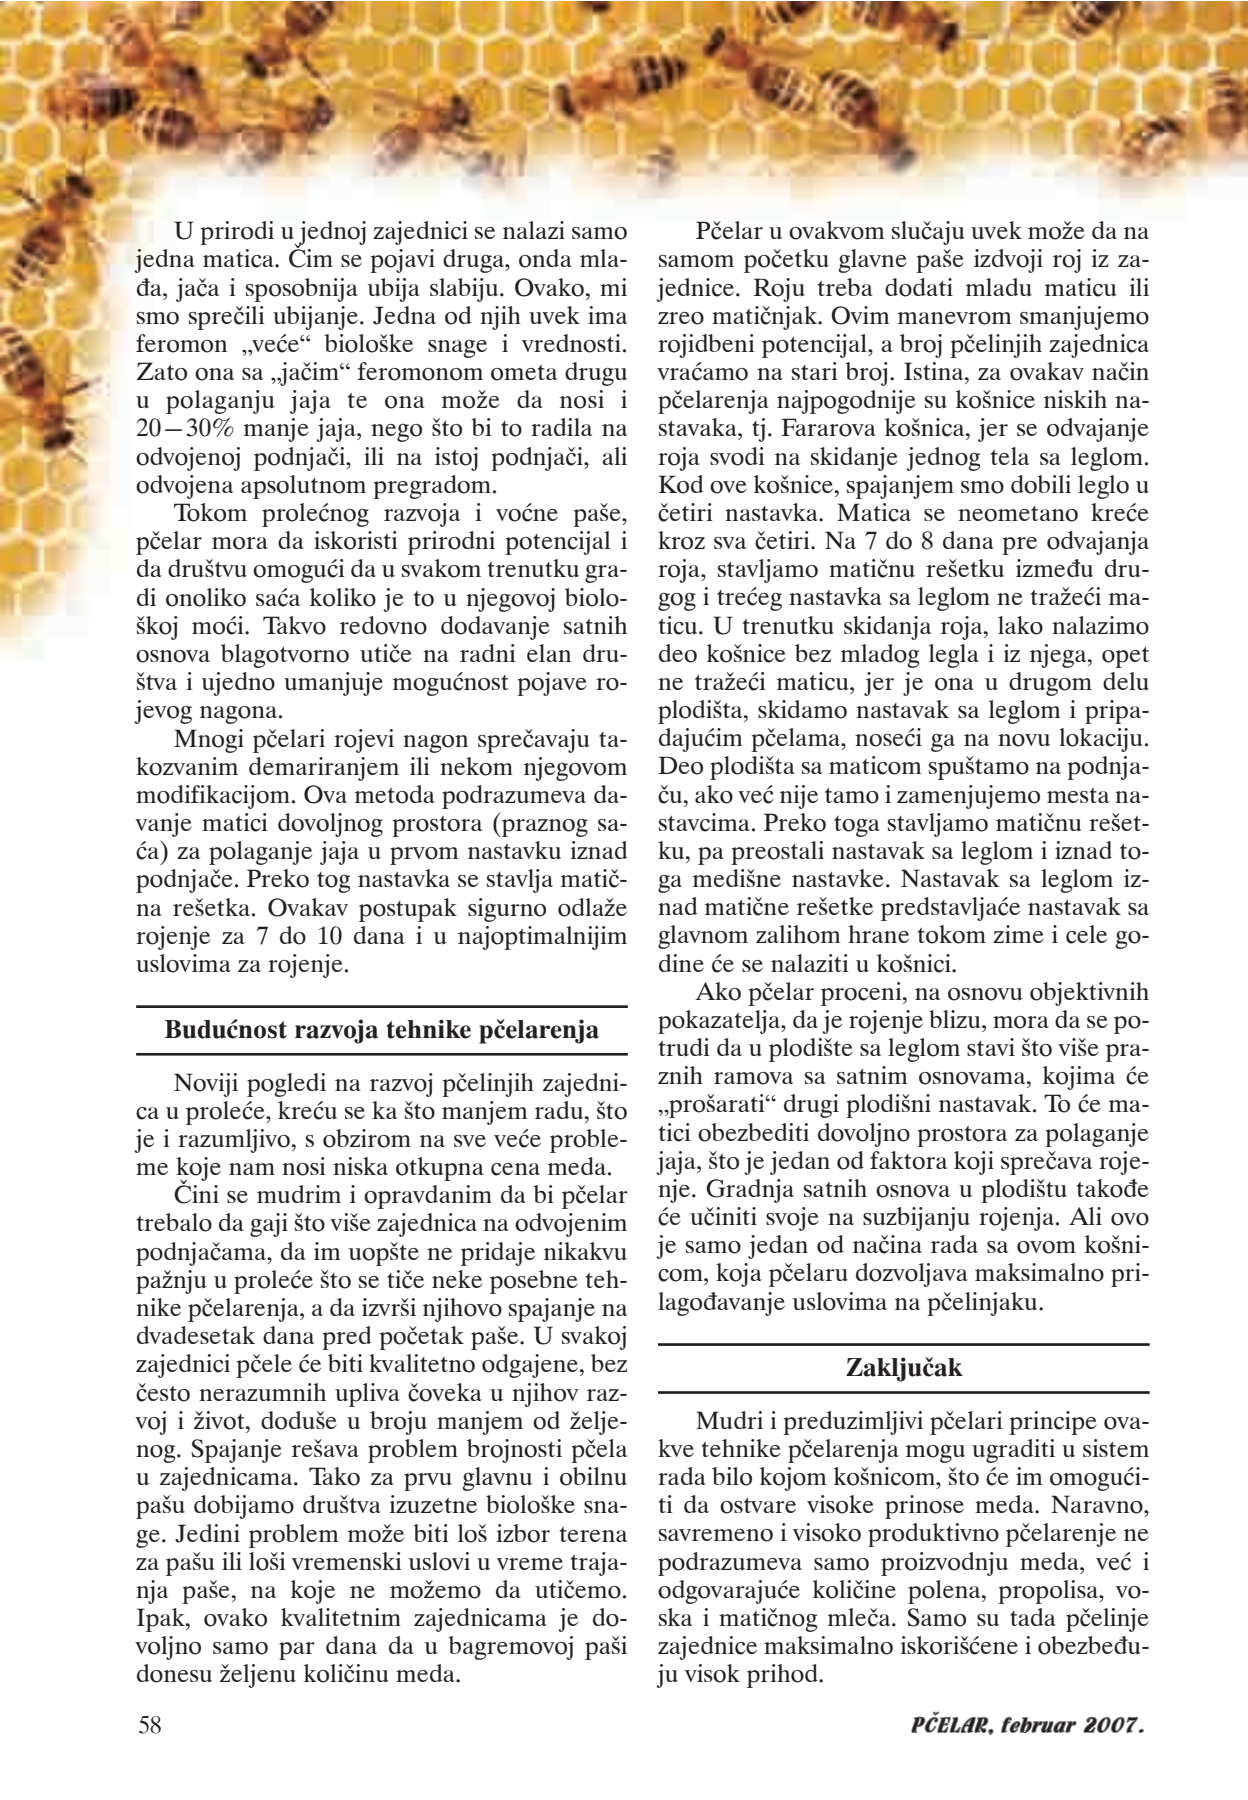 U prirodi u jednoj zajednici se nalazi samo
jedna matica. Čim se pojavi druga, onda mla-
đa, jača i sposobnija ubija slabiju. Ovako, mi
smo sprečili ubijanje. Jedna od njih uvek ima
feromon „veće“ biološke snage i vrednosti.
Zato ona sa „jačim“ feromonom ometa drugu
u polaganju jaja te ona može da nosi i
20–30% manje jaja, nego što bi to radila na
odvojenoj podnjači, ili na istoj podnjači, ali
odvojena apsolutnom pregradom.
Tokom prolećnog razvoja i voćne paše,
pčelar mora da iskoristi prirodni potencijal i
da društvu omogući da u svakom trenutku gra-
di onoliko saća koliko je to u njegovoj biolo-
škoj moći. Takvo redovno dodavanje satnih
osnova blagotvorno utiče na radni elan dru-
štva i ujedno umanjuje mogućnost pojave ro-
jevog nagona.
Mnogi pčelari rojevi nagon sprečavaju ta-
kozvanim demariranjem ili nekom njegovom
modifikacijom. Ova metoda podrazumeva da-
vanje matici dovoljnog prostora (praznog sa-
ća) za polaganje jaja u prvom nastavku iznad
podnjače. Preko tog nastavka se stavlja matič-
na rešetka. Ovakav postupak sigurno odlaže
rojenje za 7 do 10 dana i u najoptimalnijim
uslovima za rojenje.
Budućnost razvoja tehnike pčelarenja
Noviji pogledi na razvoj pčelinjih zajedni-
ca u proleće, kreću se ka što manjem radu, što
je i razumljivo, s obzirom na sve veće proble-
me koje nam nosi niska otkupna cena meda.
Čini se mudrim i opravdanim da bi pčelar
trebalo da gaji što više zajednica na odvojenim
podnjačama, da im uopšte ne pridaje nikakvu
pažnju u proleće što se tiče neke posebne teh-
nike pčelarenja, a da izvrši njihovo spajanje na
dvadesetak dana pred početak paše. U svakoj
zajednici pčele će biti kvalitetno odgajene, bez
često nerazumnih upliva čoveka u njihov raz-
voj i život, doduše u broju manjem od želje-
nog. Spajanje rešava problem brojnosti pčela
u zajednicama. Tako za prvu glavnu i obilnu
pašu dobijamo društva izuzetne biološke sna-
ge. Jedini problem može biti loš izbor terena
za pašu ili loši vremenski uslovi u vreme traja-
nja paše, na koje ne možemo da utičemo.
Ipak, ovako kvalitetnim zajednicama je do-
voljno samo par dana da u bagremovoj paši
donesu željenu količinu meda.
Pčelar u ovakvom slučaju uvek može da na
samom početku glavne paše izdvoji roj iz za-
jednice. Roju treba dodati mladu maticu ili
zreo matičnjak. Ovim manevrom smanjujemo
rojidbeni potencijal, a broj pčelinjih zajednica
vraćamo na stari broj. Istina, za ovakav način
pčelarenja najpogodnije su košnice niskih na-
stavaka, tj. Fararova košnica, jer se odvajanje
roja svodi na skidanje jednog tela sa leglom.
Kod ove košnice, spajanjem smo dobili leglo u
četiri nastavka. Matica se neometano kreće
kroz sva četiri. Na 7 do 8 dana pre odvajanja
roja, stavljamo matičnu rešetku između dru-
gog i trećeg nastavka sa leglom ne tražeći ma-
ticu. U trenutku skidanja roja, lako nalazimo
deo košnice bez mladog legla i iz njega, opet
ne tražeći maticu, jer je ona u drugom delu
plodišta, skidamo nastavak sa leglom i pripa-
dajućim pčelama, noseći ga na novu lokaciju.
Deo plodišta sa maticom spuštamo na podnja-
ču, ako već nije tamo i zamenjujemo mesta na-
stavcima. Preko toga stavljamo matičnu rešet-
ku, pa preostali nastavak sa leglom i iznad to-
ga medišne nastavke. Nastavak sa leglom iz-
nad matične rešetke predstavljaće nastavak sa
glavnom zalihom hrane tokom zime i cele go-
dine će se nalaziti u košnici.
Ako pčelar proceni, na osnovu objektivnih
pokazatelja, da je rojenje blizu, mora da se po-
trudi da u plodište sa leglom stavi što više pra-
znih ramova sa satnim osnovama, kojima će
„prošarati“ drugi plodišni nastavak. To će ma-
tici obezbediti dovoljno prostora za polaganje
jaja, što je jedan od faktora koji sprečava roje-
nje. Gradnja satnih osnova u plodištu takođe
će učiniti svoje na suzbijanju rojenja. Ali ovo
je samo jedan od načina rada sa ovom košni-
com, koja pčelaru dozvoljava maksimalno pri-
lagođavanje uslovima na pčelinjaku.
Zaključak
Mudri i preduzimljivi pčelari principe ova-
kve tehnike pčelarenja mogu ugraditi u sistem
rada bilo kojom košnicom, što će im omogući-
ti da ostvare visoke prinose meda. Naravno,
savremeno i visoko produktivno pčelarenje ne
podrazumeva samo proizvodnju meda, već i
odgovarajuće količine polena, propolisa, vo-
ska i matičnog mleča. Samo su tada pčelinje
zajednice maksimalno iskorišćene i obezbeđu-
ju visok prihod.
58
PČELAR, februar 2007.